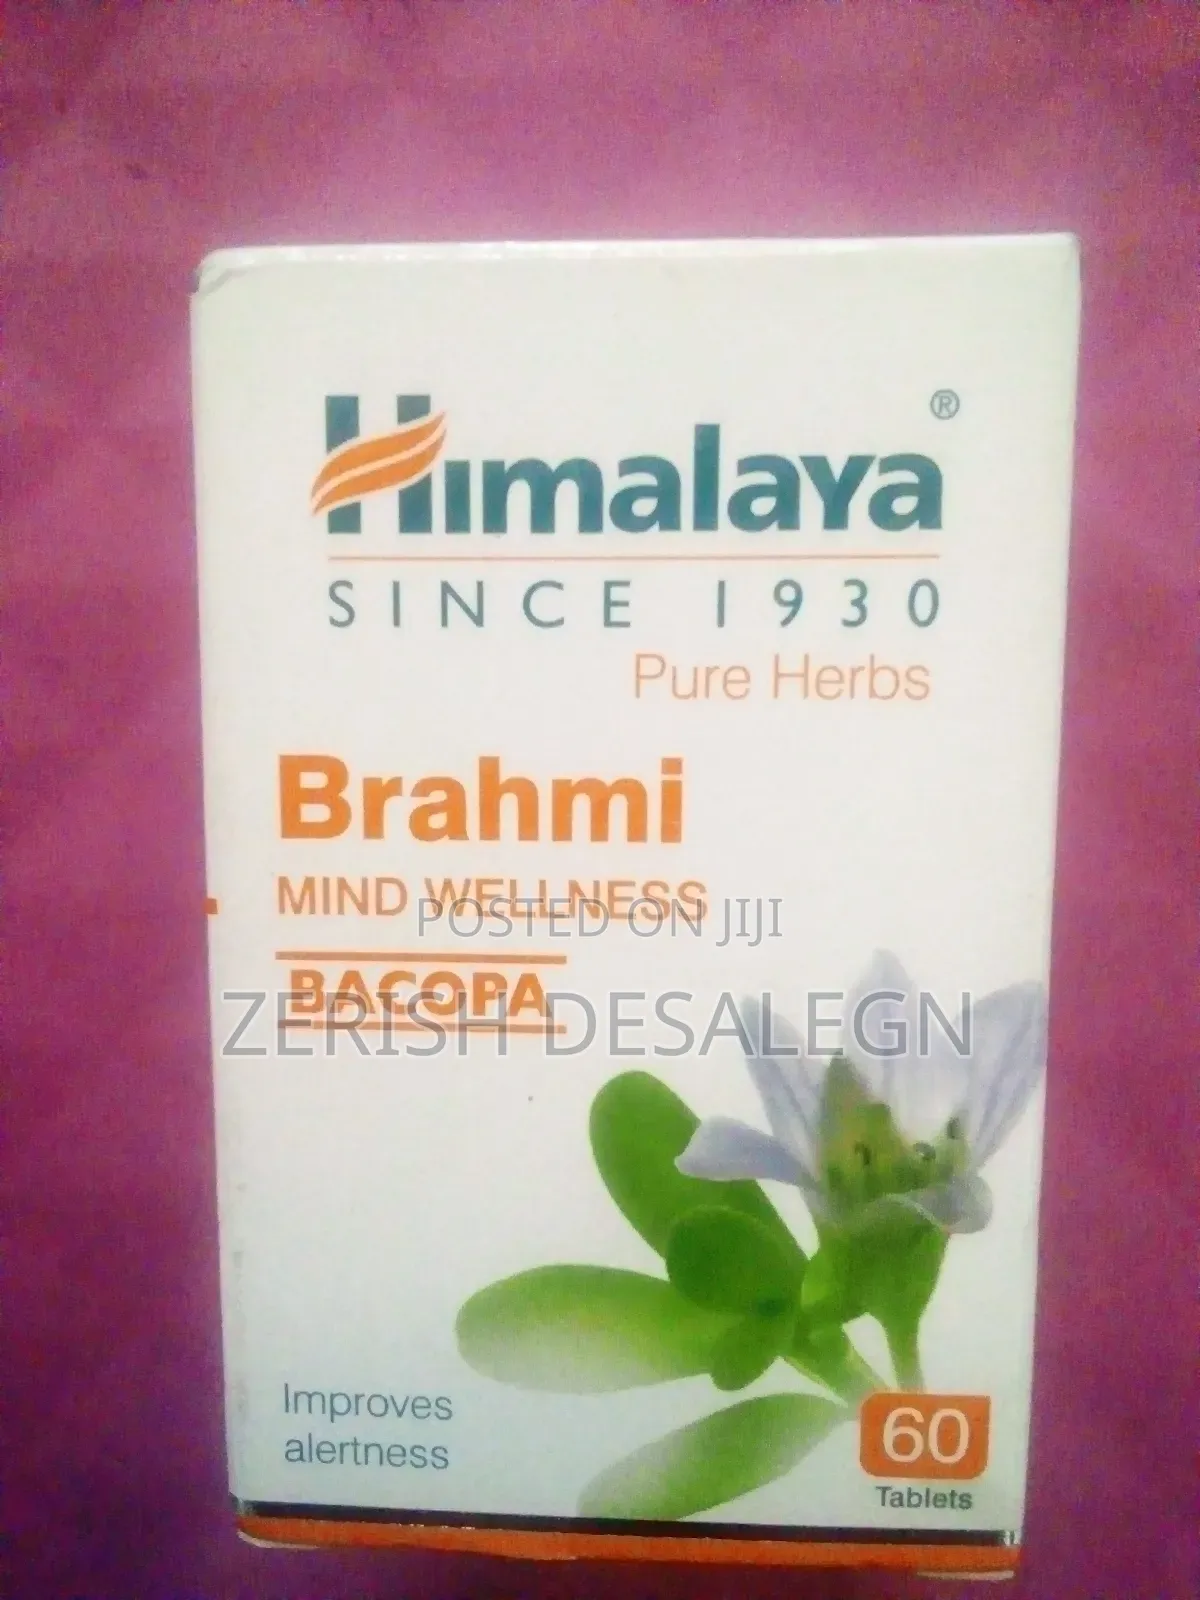 Himalaya ®
SINCE 1930
Pure Herbs
Brahmi
MIND WELLNESS
POSTED ON JIJI
BACOPA
ZERISH DESALEGN
Improves
alertness
60
Tablets